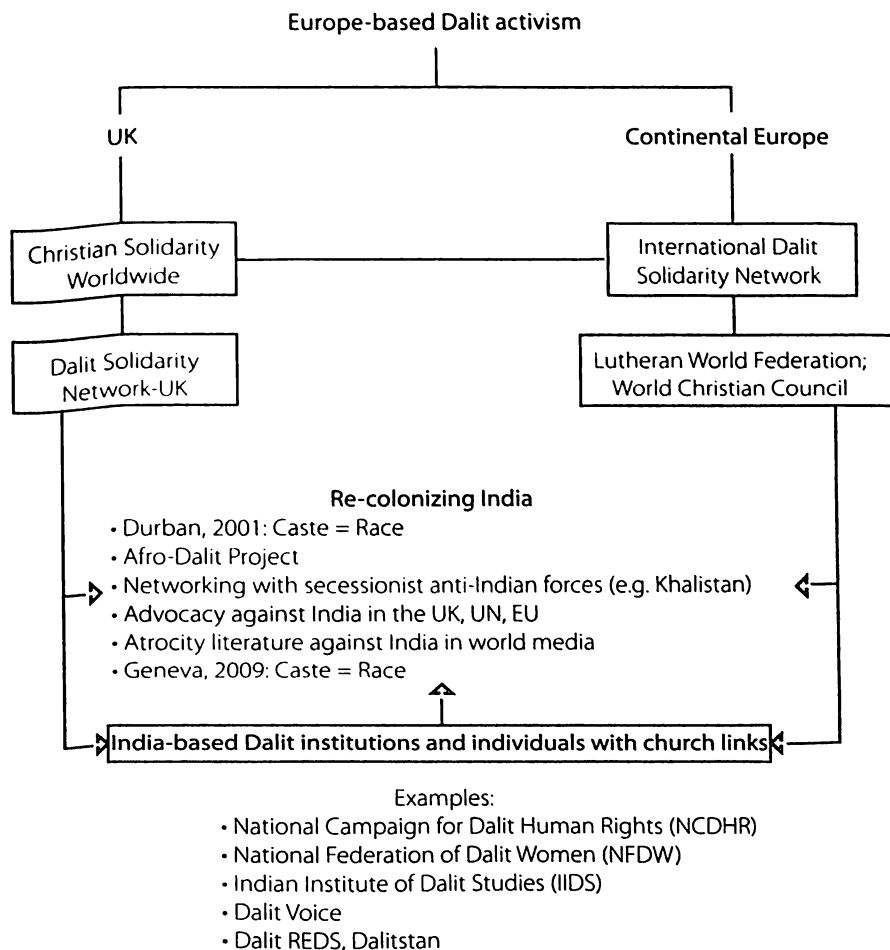 Europe-based Dalit activism
UK
Continental Europe
Christian Solidarity
Worldwide
International Dalit
Solidarity Network
Dalit Solidarity
Network-UK
Lutheran World Federation;
World Christian Council
Re-colonizing India
• Durban, 2001: Caste = Race
• Afro-Dalit Project
• Networking with secessionist anti-Indian forces (e.g. Khalistan)
• Advocacy against India in the UK, UN, EU
• Atrocity literature against India in world media
• Geneva, 2009: Caste = Race
India-based Dalit institutions and individuals with church links
Examples:
• National Campaign for Dalit Human Rights (NCDHR)
• National Federation of Dalit Women (NFDW)
• Indian Institute of Dalit Studies (IIDS)
• Dalit Voice
• Dalit REDS, Dalitstan